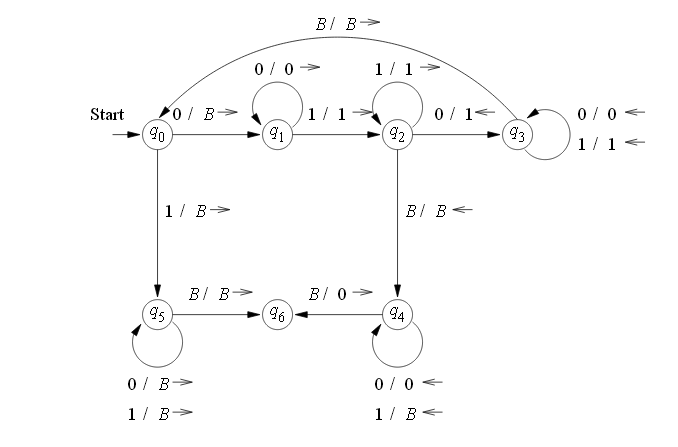 B / B →
0 / 0 →
1 / 1 →
Start
0 / B →
1 / 1 →
0 / 1 ←
0 / 0 ←
q0
q1
q2
q3
1 / 1 ←
1 / B →
B / B ←
B / B →
B / 0 →
q5
q6
q4
0 / B →
0 / 0 ←
1 / B →
1 / B ←